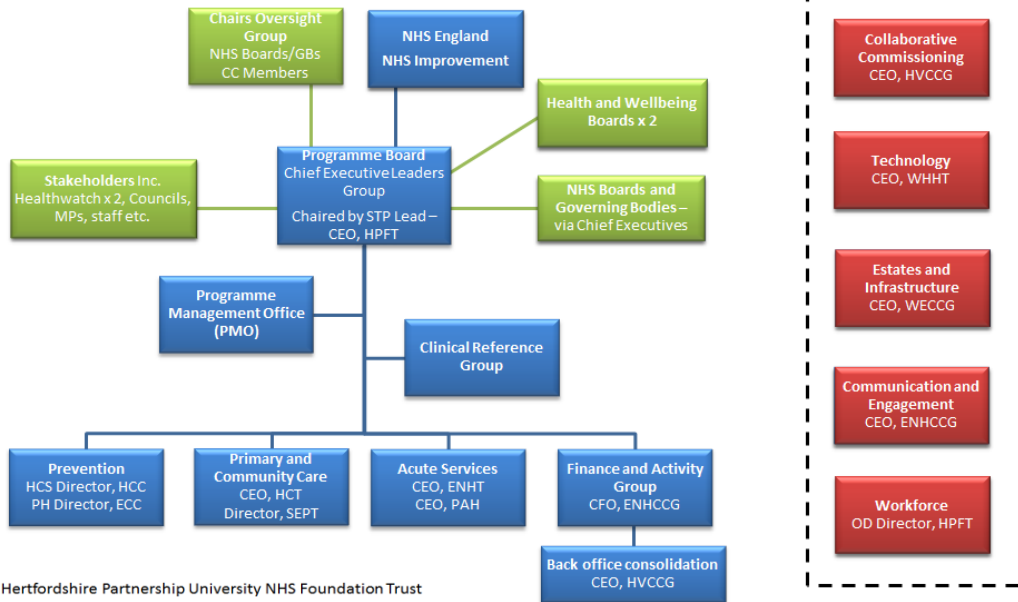 Chairs Oversight
Group
NHS Boards/GBs
CC Members
NHS England
NHS Improvement
Health and Wellbeing
Boards x 2
Programme Board
Chief Executive Leaders
Group
Chaired by STP Lead –
CEO, HPFT
Stakeholders Inc.
Healthwatch x 2, Councils,
MPs, staff etc.
NHS Boards and
Governing Bodies –
via Chief Executives
Programme
Management Office
(PMO)
Clinical Reference
Group
Prevention
HCS Director, HCC
PH Director, ECC
Primary and
Community Care
CEO, HCT
Director, SEPT
Acute Services
CEO, ENHT
CEO, PAH
Finance and Activity
Group
CFO, ENHCCG
Back office consolidation
CEO, HVCCG
Collaborative
Commissioning
CEO, HVCCG
Technology
CEO, WHHT
Estates and
Infrastructure
CEO, WECCG
Communication and
Engagement
CEO, ENHCCG
Workforce
OD Director, HPFT
Hertfordshire Partnership University NHS Foundation Trust